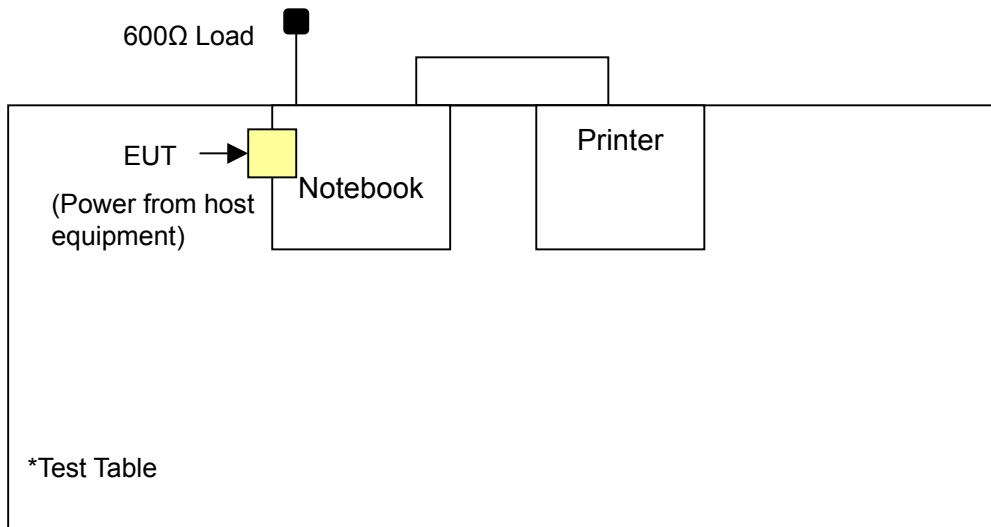 600Ω Load
Printer
EUT
Notebook
(Power from host
equipment)
*Test Table